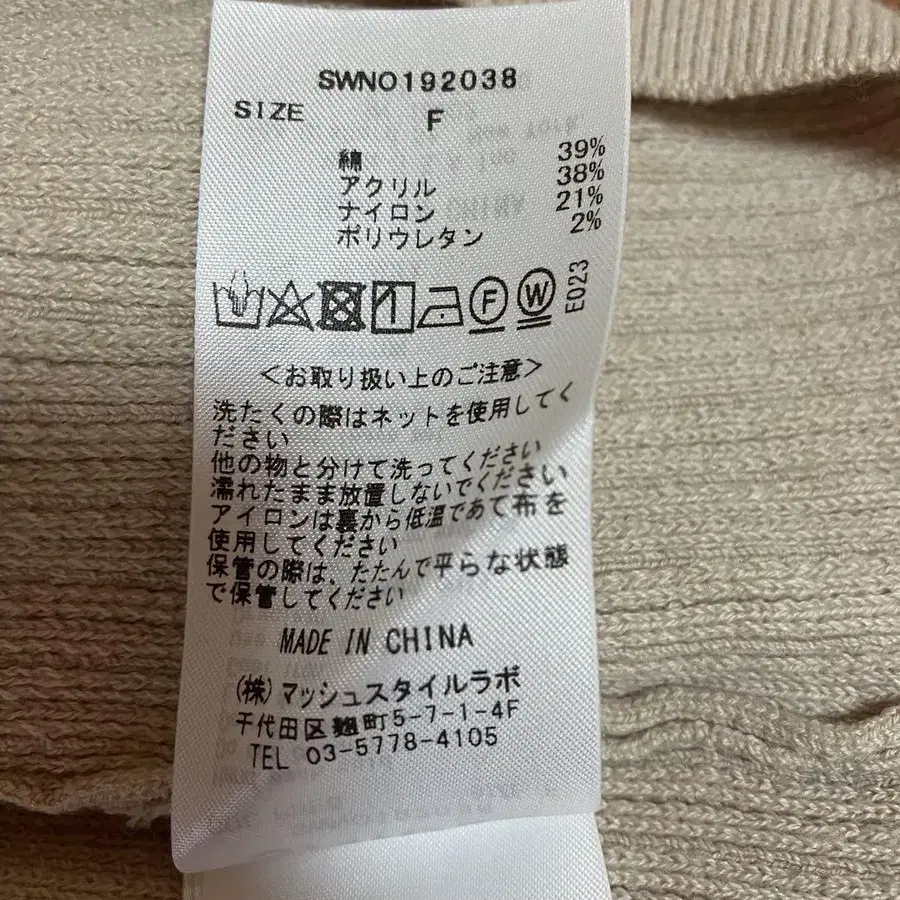 SWNO192038
SIZE F
綿 39%
アクリル 38%
ナイロン 21%
ポリウレタン 2%
F W E023
＜お取り扱い上のご注意＞
洗たくの際はネットを使用してく
ださい
他の物と分けて洗ってください
濡れたまま放置しないでください
アイロンは裏から低温であて布を
使用してください
保管の際は、たたんで平らな状態
で保管してください
MADE IN CHINA
(株)マッシュスタイルラボ
千代田区麹町5-7-1-4F
TEL 03-5778-4105